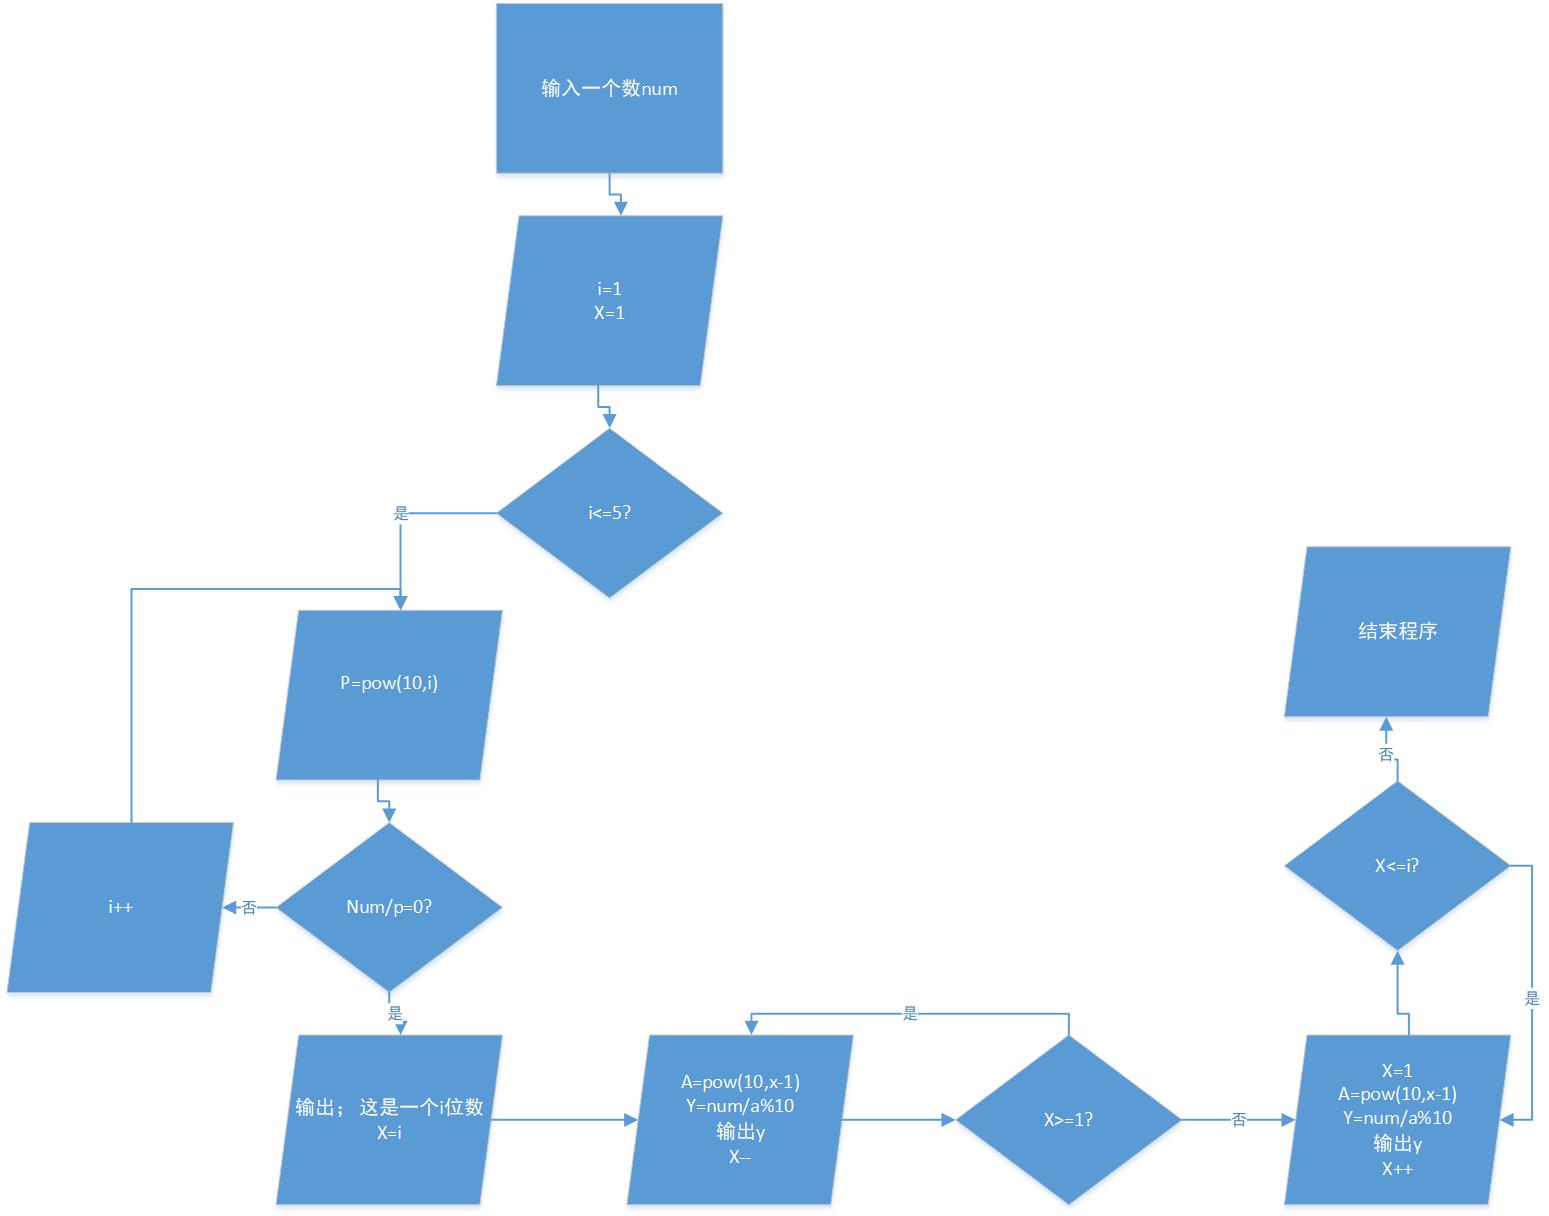 输入一个数num
i=1
X=1
i<=5?
是
P=pow(10,i)
Num/p=0?
否
i++
是
输出；这是一个i位数
X=i
A=pow(10,x-1)
Y=num/a%10
输出y
X--
是
X>=1?
否
X=1
A=pow(10,x-1)
Y=num/a%10
输出y
X++
是
X<=i?
否
结束程序